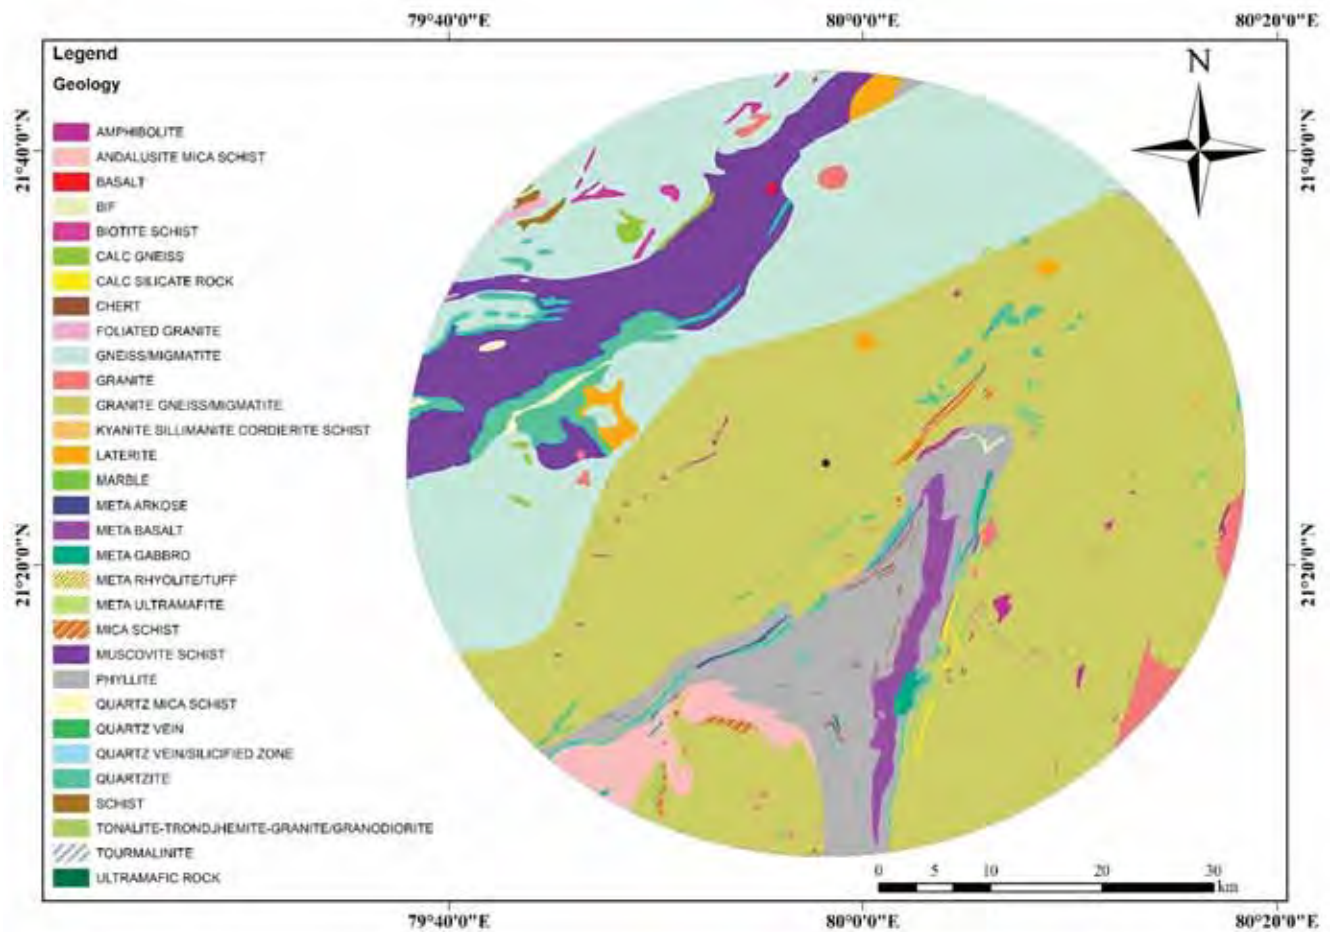 79°40'0"E 80°0'0"E 80°20'0"E
Legend
Geology
AMPHIBOLITE
ANDALUSITE MICA SCHIST
BASALT
BIF
BIOTITE SCHIST
CALC GNEISS
CALC SILICATE ROCK
CHERT
FOLIATED GRANITE
GNEISS/MIGMATITE
GRANITE
GRANITE GNEISS/MIGMATITE
KYANITE SILLIMANITE CORDIERITE SCHIST
LATERITE
MARBLE
META ARKOSE
META BASALT
META GABBRO
META RHYOLITE/TUFF
META ULTRAMAFITE
MICA SCHIST
MUSCOVITE SCHIST
PHYLLITE
QUARTZ MICA SCHIST
QUARTZ VEIN
QUARTZ VEIN/SILICIFIED ZONE
QUARTZITE
SCHIST
TONALITE-TRONDJHEMITE-GRANITE/GRANODIORITE
TOURMALINITE
ULTRAMAFIC ROCK
N
21°40'0"N
21°40'0"N
21°20'0"N
21°20'0"N
0 5 10 20 30
km
79°40'0"E 80°0'0"E 80°20'0"E